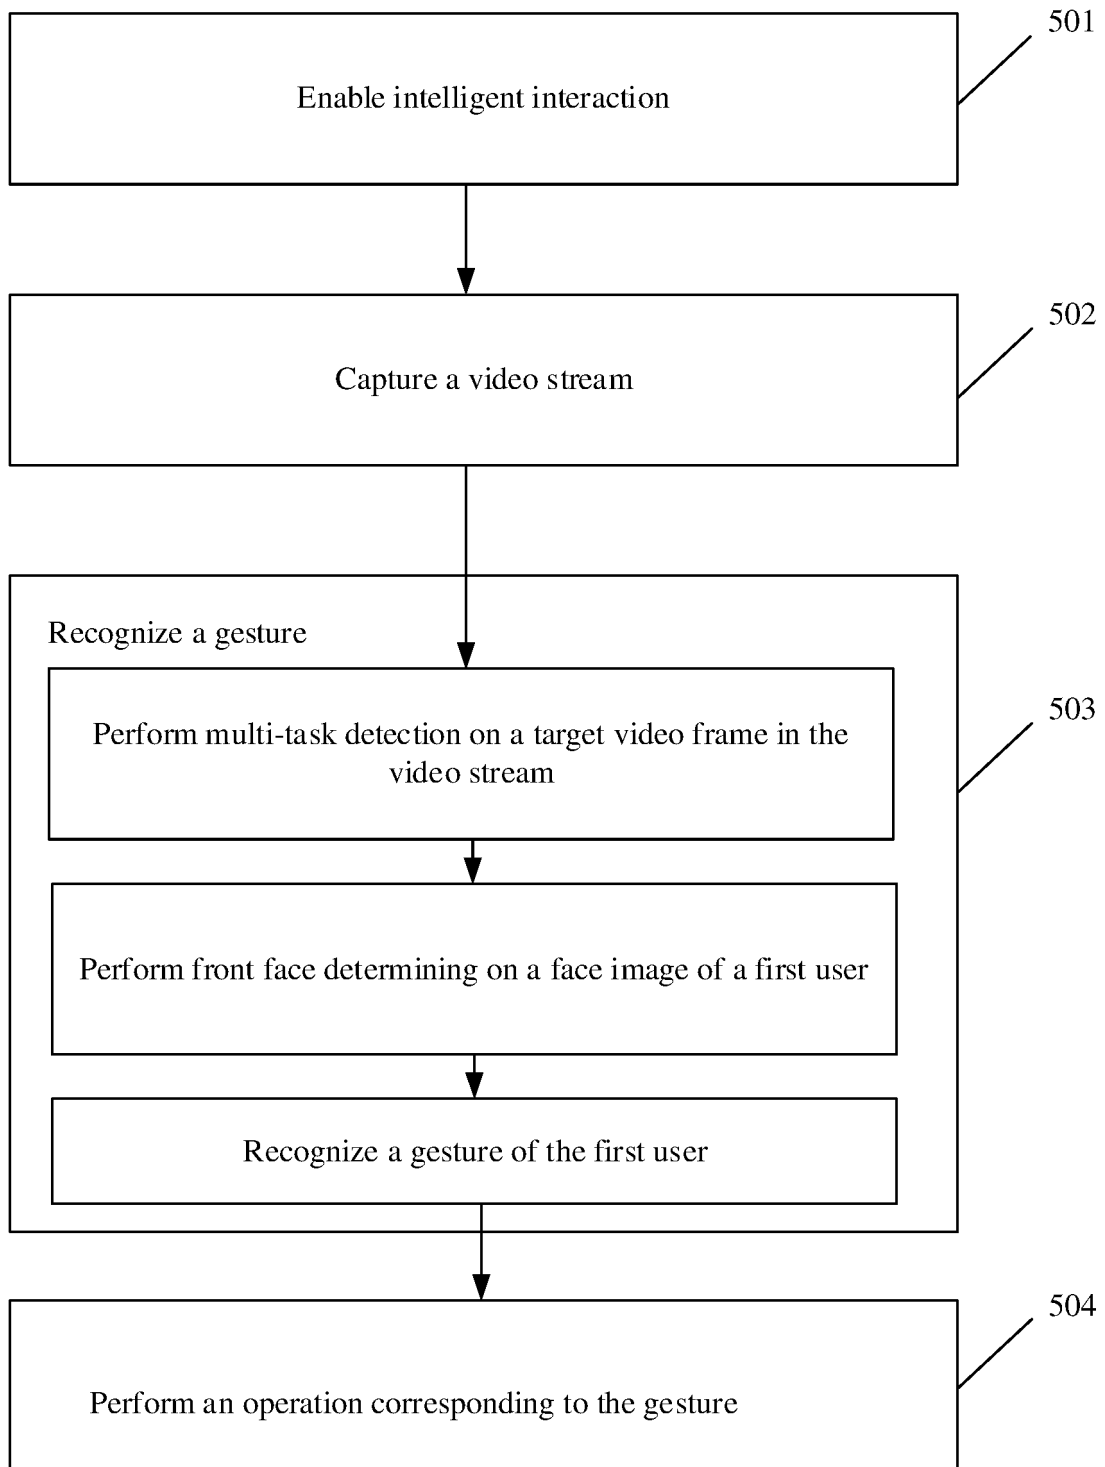 501
Enable intelligent interaction
502
Capture a video stream
Recognize a gesture
503
Perform multi-task detection on a target video frame in the
video stream
Perform front face determining on a face image of a first user
Recognize a gesture of the first user
504
Perform an operation corresponding to the gesture